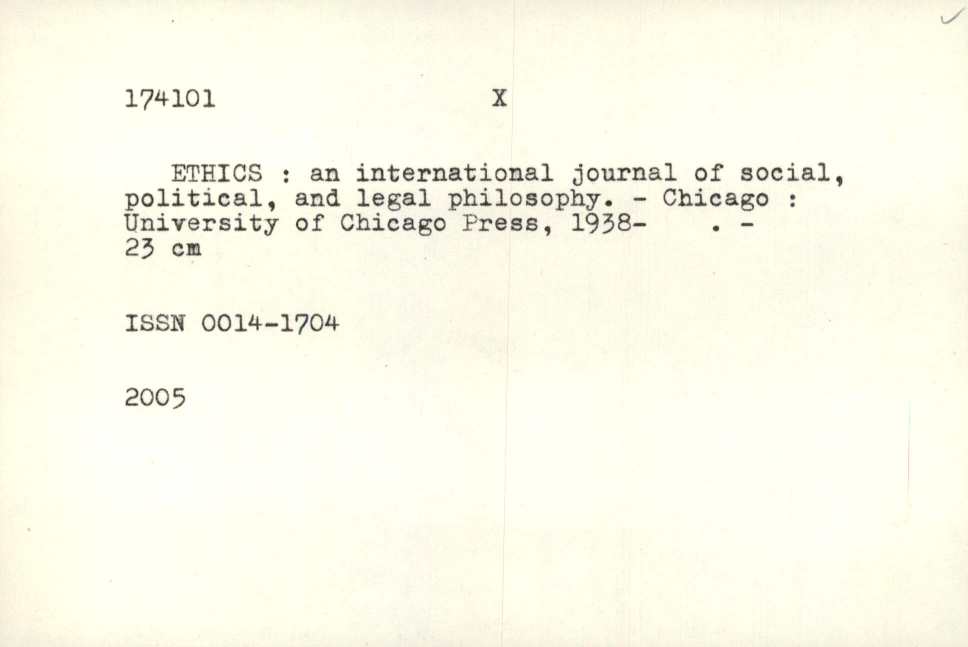 174101 X
ETHICS : an international journal of social,
political, and legal philosophy. - Chicago :
University of Chicago Press, 1938-    . -
23 cm
ISSN 0014-1704
2005